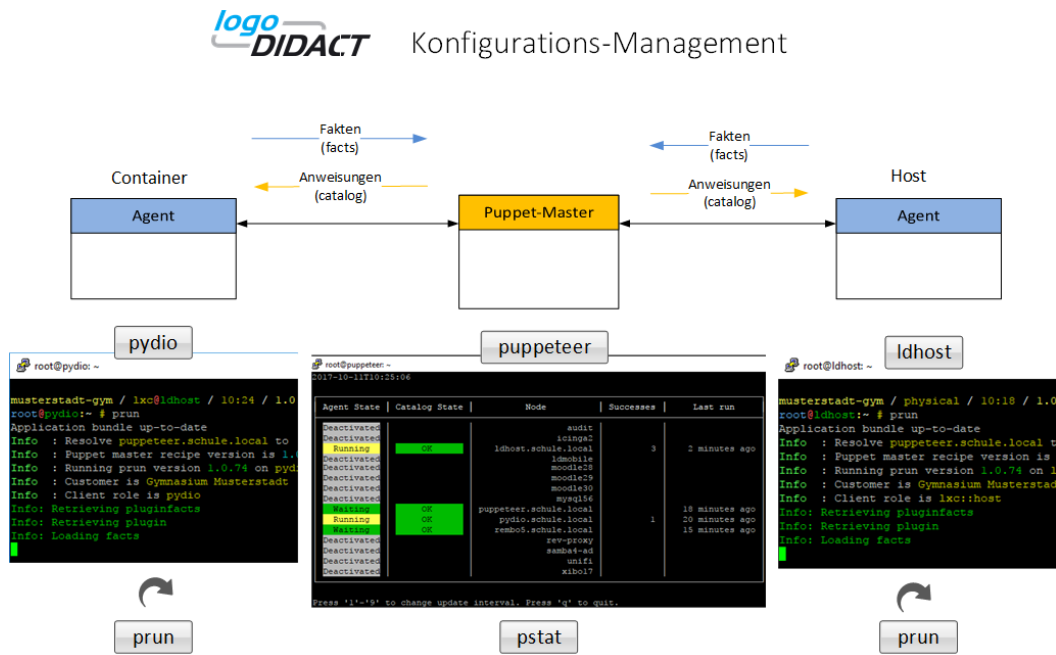 logo
DIDACT
Konfigurations-Management
Fakten
(facts)
Anweisungen
(catalog)
Fakten
(facts)
Anweisungen
(catalog)
Container
Agent
Puppet-Master
Host
Agent
pydio
puppeteer
ldhost
root@pydio: ~
musterstadt-gym / lxc@ldhost / 10:24 / 1.0
root@pydio:~ # prun
Application bundle up-to-date
Info : Resolve puppeteer.schule.local to
Info : Puppet master recipe version is 1.0
Info : Running prun version 1.0.74 on pydi
Info : Customer is Gymnasium Musterstadt
Info : Client role is pydio
Info: Retrieving pluginfacts
Info: Retrieving plugin
Info: Loading facts
root@puppeteer: ~
2017-10-11T10:25:06
Agent State | Catalog State | Node | Successes | Last run
Deactivated audit
Deactivated icinga2
Running OK ldhost.schule.local 3 2 minutes ago
Deactivated ldmobile
Deactivated moodle28
Deactivated moodle29
Deactivated moodle30
Deactivated mysql56
Waiting OK puppeteer.schule.local 18 minutes ago
Running OK pydio.schule.local 1 20 minutes ago
Waiting OK rembo5.schule.local 15 minutes ago
Deactivated rev-proxy
Deactivated samba4-ad
Deactivated unifi
Deactivated xibo17
Press '1'-'9' to change update interval. Press 'q' to quit.
root@ldhost: ~
musterstadt-gym / physical / 10:18 / 1.0
root@ldhost:~ # prun
Application bundle up-to-date
Info : Resolve puppeteer.schule.local t
Info : Puppet master recipe version is
Info : Running prun version 1.0.74 on l
Info : Customer is Gymnasium Musterstad
Info : Client role is lxc::host
Info: Retrieving pluginfacts
Info: Retrieving plugin
Info: Loading facts
prun
pstat
prun